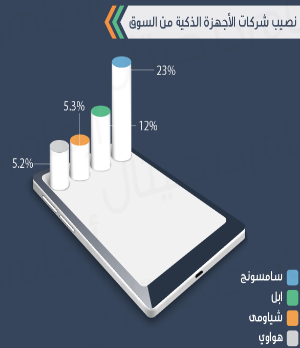 نصيب شركات الأجهزة الذكية من السوق
23%
5.3%
12%
5.2%
سامسونج
ابل
شياومى
هواوي